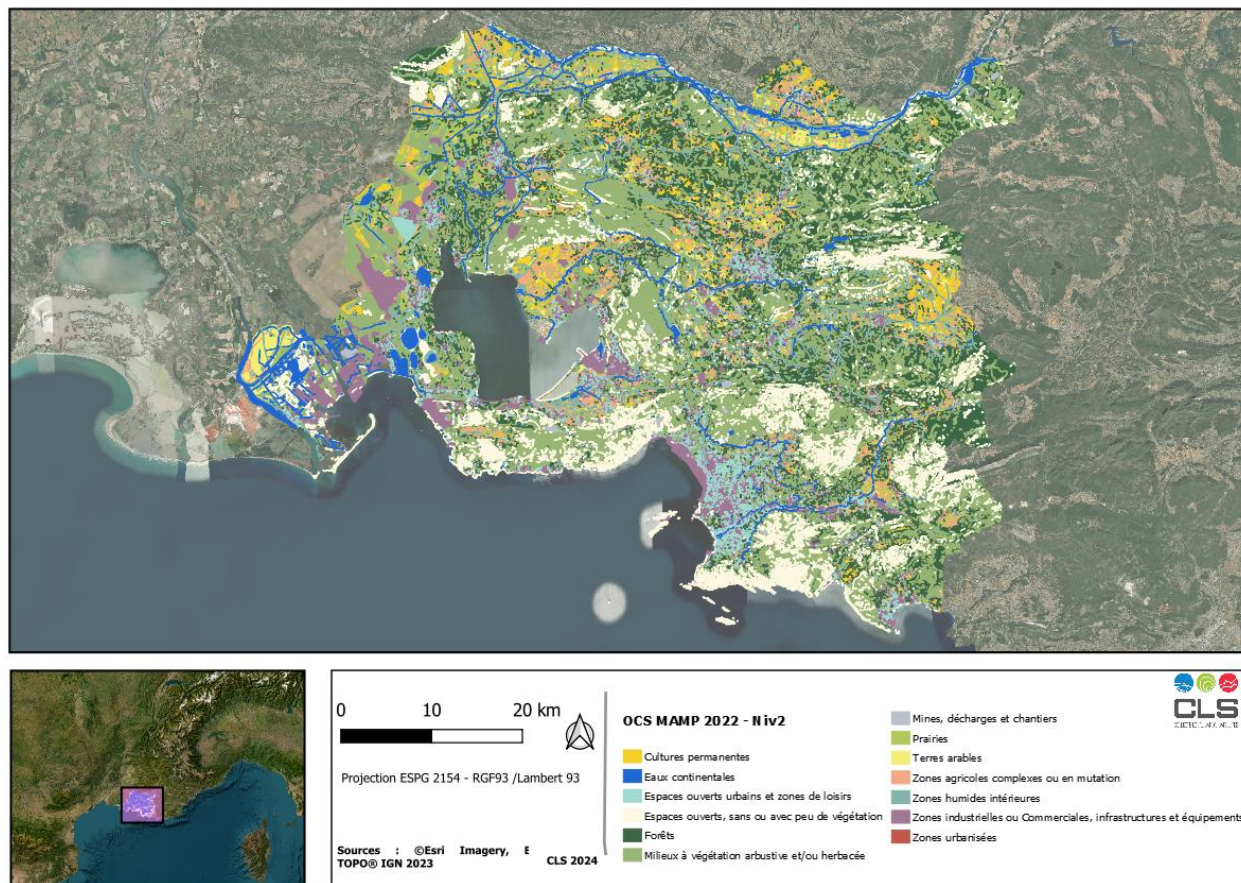 0 10 20 km
Projection ESPG 2154 - RGF93 /Lambert 93
Sources : ©Esri Imagery, E
TOPO® IGN 2023
CLS 2024
OCS MAMP 2022 - Niv2
Cultures permanentes
Eaux continentales
Espaces ouverts urbains et zones de loisirs
Espaces ouverts, sans ou avec peu de végétation
Forêts
Milieux à végétation arbustive et/ou herbacée
Mines, décharges et chantiers
Prairies
Terres arables
Zones agricoles complexes ou en mutation
Zones humides intérieures
Zones industrielles ou Commerciales, infrastructures et équipements
Zones urbanisées
CLS